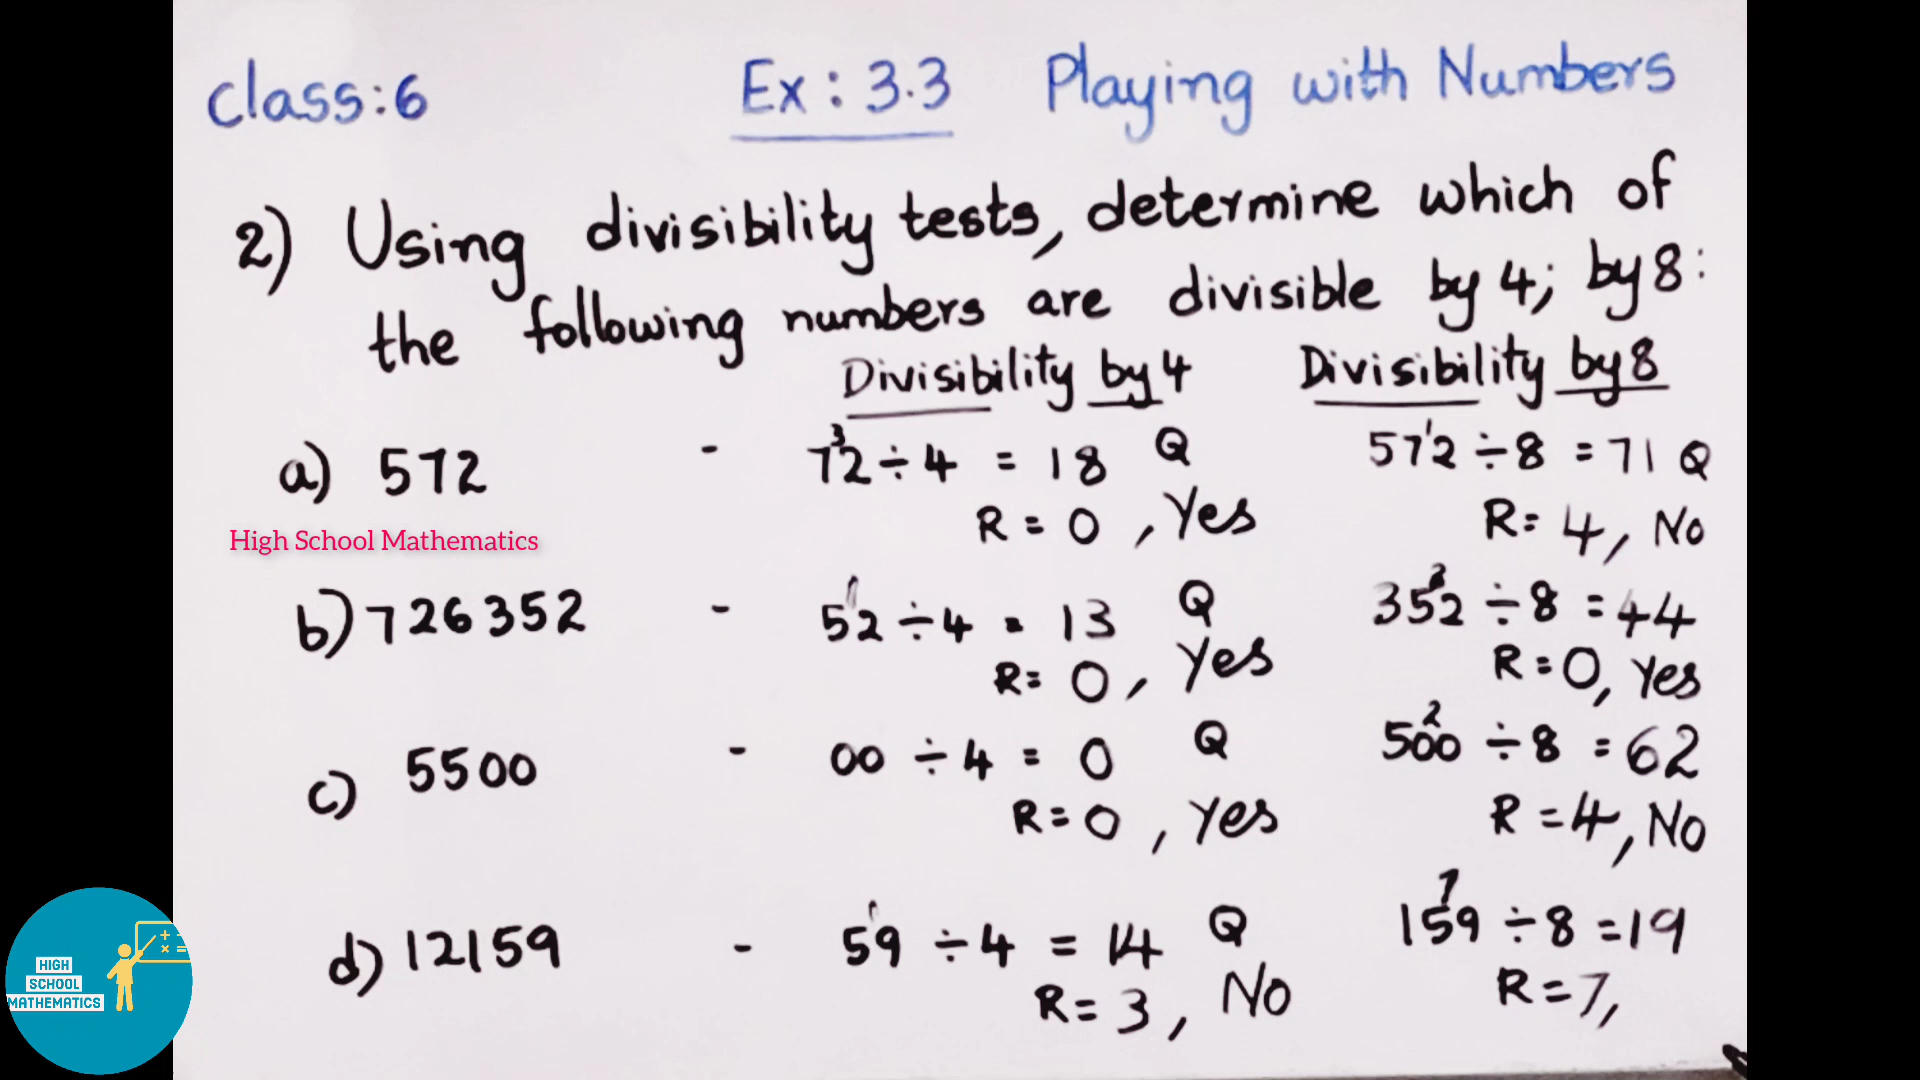 class:6 Ex: 3.3 Playing with Numbers
2) Using divisibility tests, determine which of
the following numbers are divisible by 4; by 8:
Divisibility by 4 Divisibility by 8
a) 572 - 72 ÷ 4 = 18 Q 572 ÷ 8 = 71 Q
R = 0, Yes R = 4, No
High School Mathematics
b) 726352 - 52 ÷ 4 = 13 Q 352 ÷ 8 = 44
R = 0, Yes R = 0, Yes
c) 5500 - 00 ÷ 4 = 0 Q 500 ÷ 8 = 62
R = 0, Yes R = 4, No
d) 12159 - 59 ÷ 4 = 14 Q 159 ÷ 8 = 19
R = 3, No R = 7,
HIGH
SCHOOL
MATHEMATICS